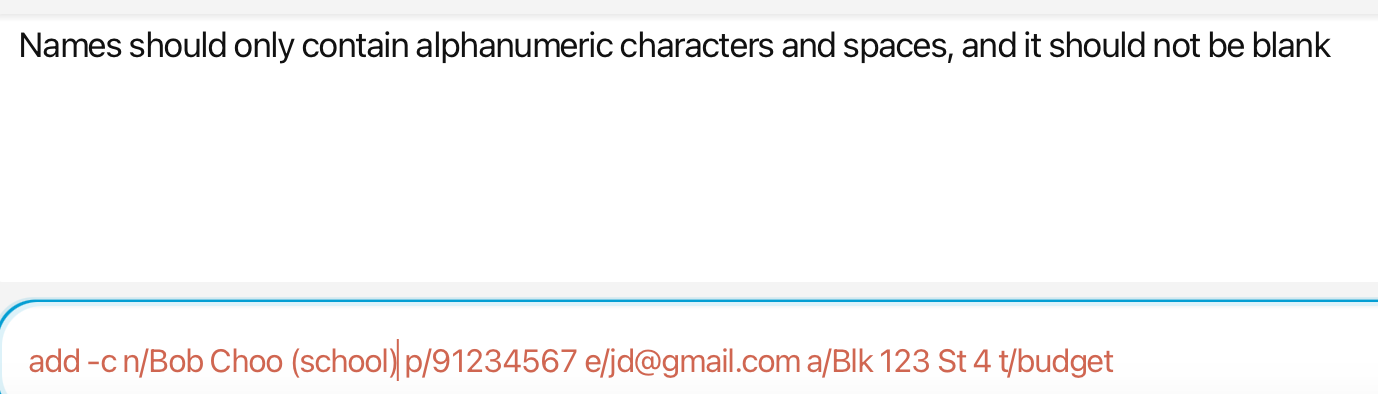 Names should only contain alphanumeric characters and spaces, and it should not be blank
add -c n/Bob Choo (school) p/91234567 e/jd@gmail.com a/Blk 123 St 4 t/budget